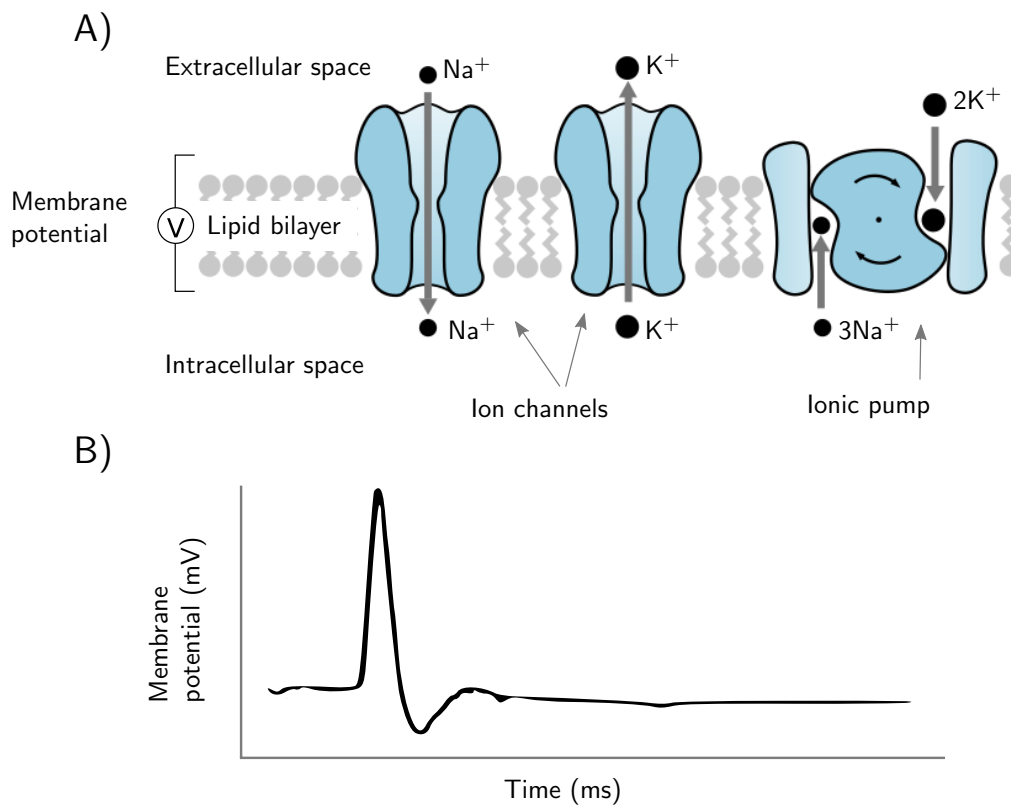 A)
Extracellular space
Na⁺
K⁺
2K⁺
Membrane
potential
V
Lipid bilayer
Na⁺
K⁺
3Na⁺
Intracellular space
Ion channels
Ionic pump
B)
Membrane
potential (mV)
Time (ms)